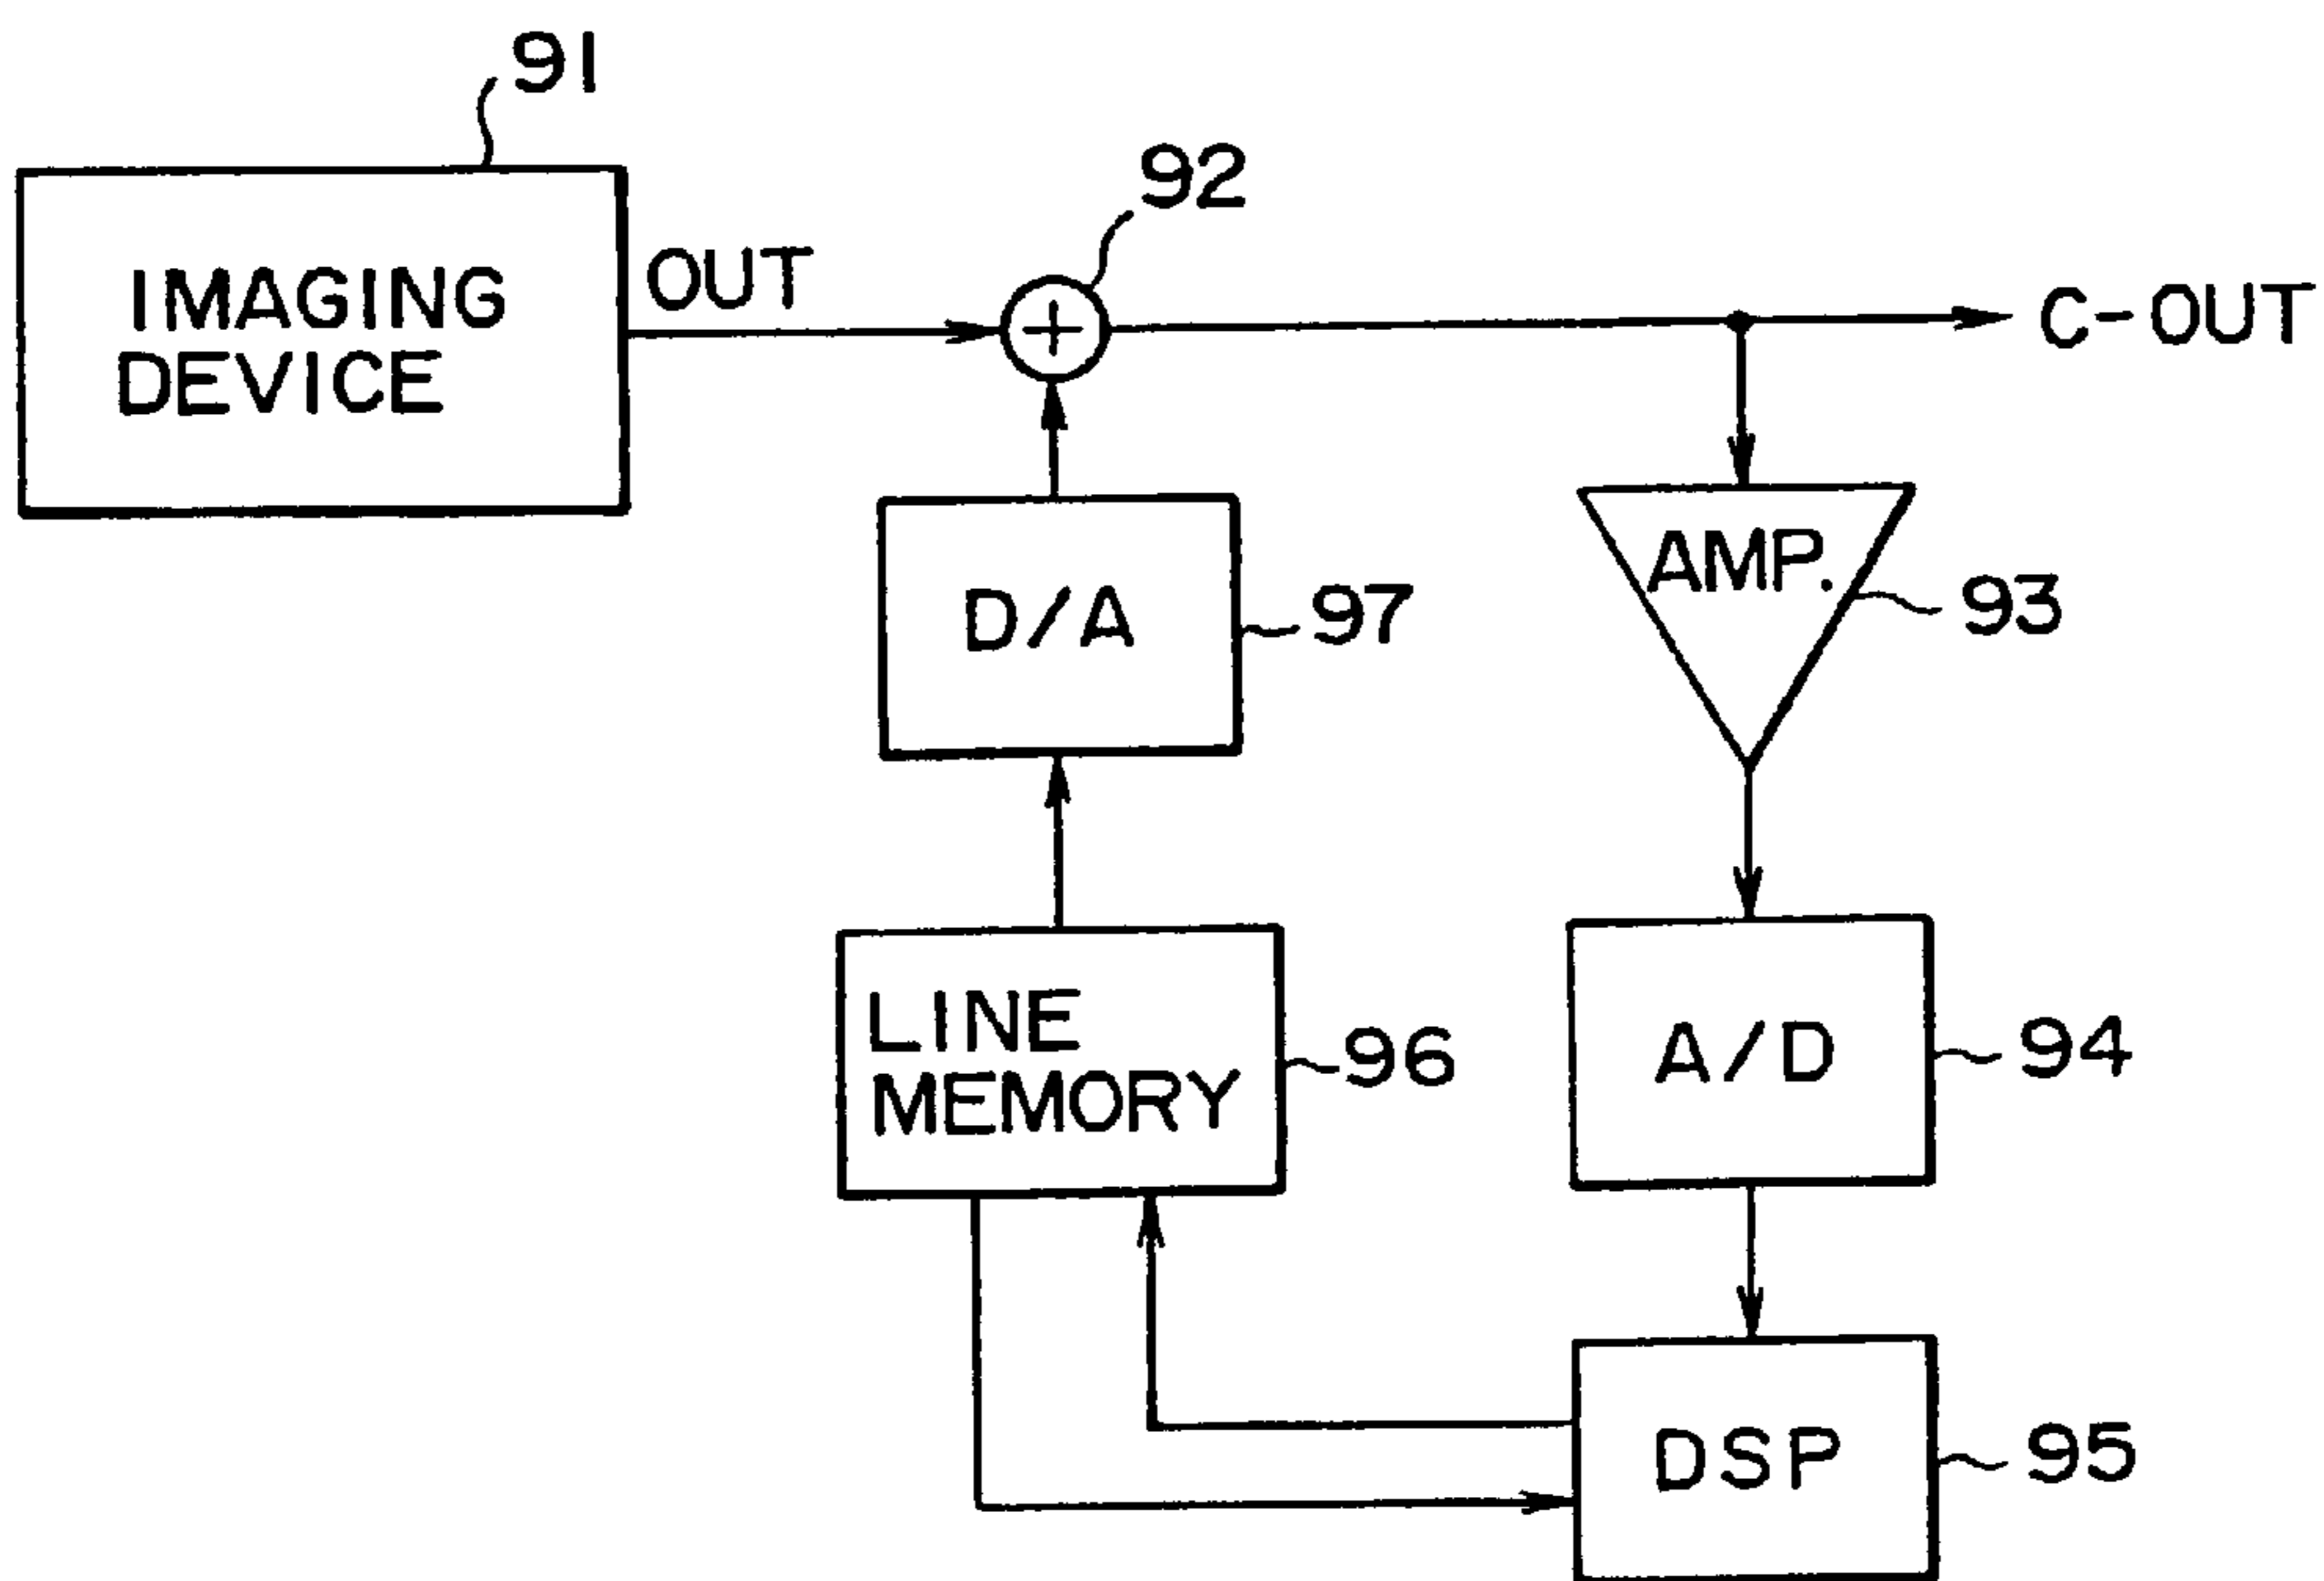 91
IMAGING
DEVICE
OUT
92
C-OUT
AMP.
93
D/A
97
LINE
MEMORY
96
A/D
94
DSP
95